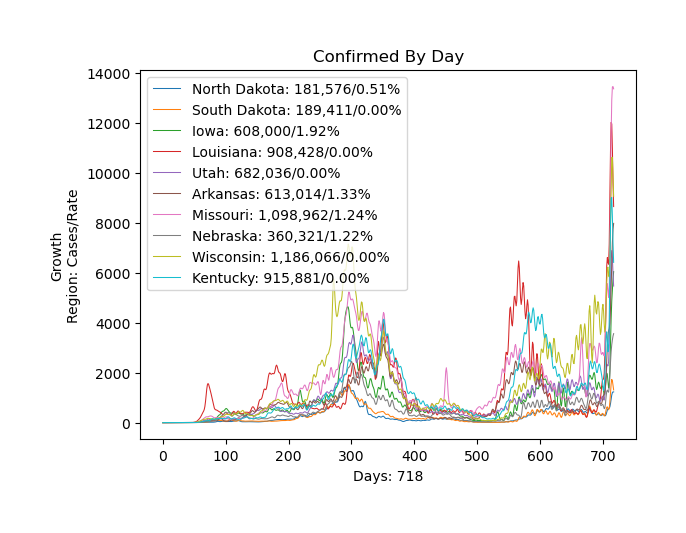 Confirmed By Day
14000
12000
10000
8000
6000
4000
2000
0
Growth
Region: Cases/Rate
North Dakota: 181,576/0.51%
South Dakota: 189,411/0.00%
Iowa: 608,000/1.92%
Louisiana: 908,428/0.00%
Utah: 682,036/0.00%
Arkansas: 613,014/1.33%
Missouri: 1,098,962/1.24%
Nebraska: 360,321/1.22%
Wisconsin: 1,186,066/0.00%
Kentucky: 915,881/0.00%
0 100 200 300 400 500 600 700
Days: 718